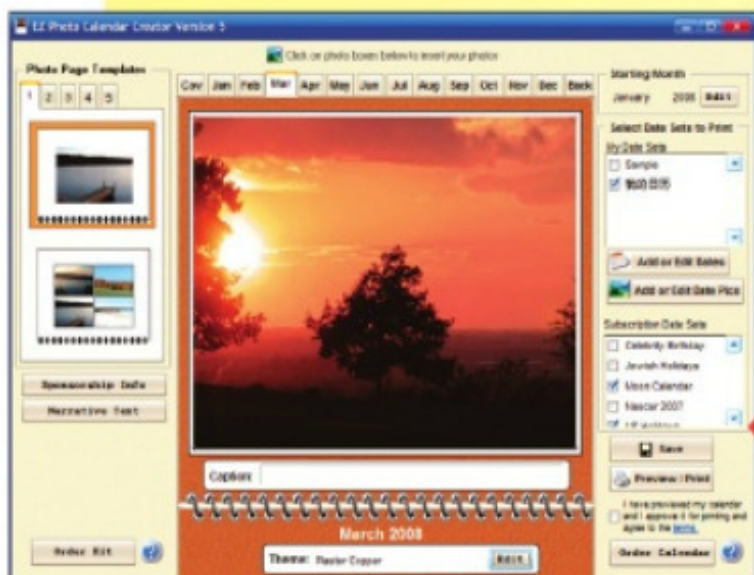 EZ Photo Calendar Creator Version 5
Click on photo boxes below to insert your photos
Photo Page Templates
1 2 3 4 5
Cov Jan Feb Mar Apr May Jun Jul Aug Sep Oct Nov Dec Back
Starting Month
January 2008 Edit
Select Date Sets to Print
My Date Sets
Sample
Add or Edit Dates
Add or Edit Date Pics
Subscription Date Sets
Celebrity Birthday
Jewish Holidays
Moon Calendar
Nascar 2007
Sponsorship Info
Narrative Text
Save
Preview / Print
Caption:
I have previewed my calendar
and I approve it for printing and
agree to the terms.
March 2008
Order Kit
Theme: Edit
Order Calendar